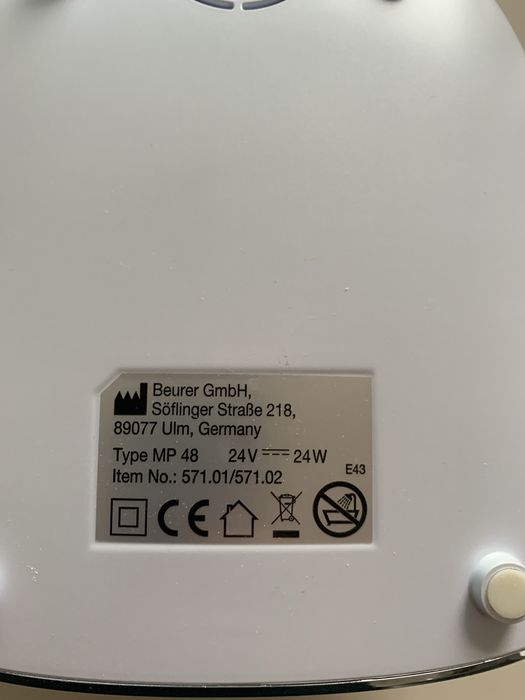 Beurer GmbH,
Söflinger Straße 218,
89077 Ulm, Germany
Type MP 48 24V 24W
Item No.: 571.01/571.02
E43
CE